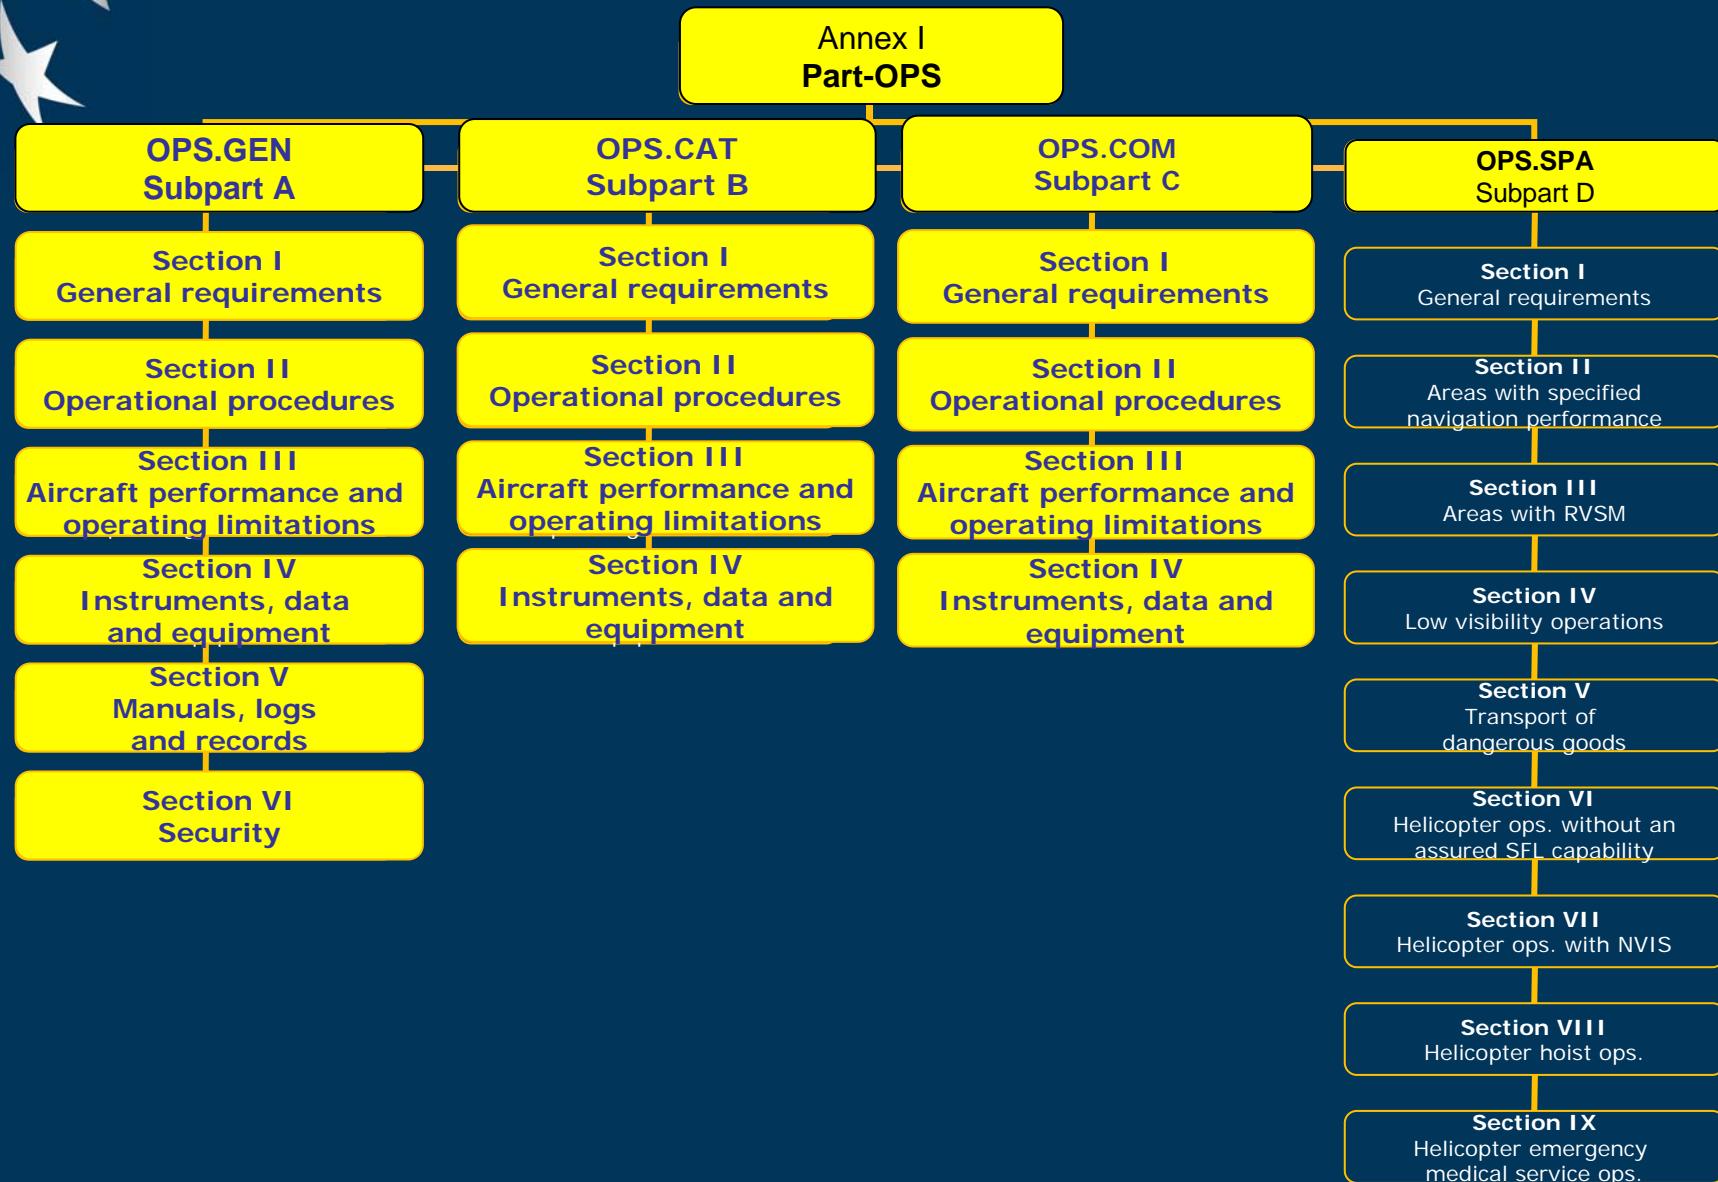 Annex I
Part-OPS
OPS.GEN
Subpart A
Section I
General requirements
Section II
Operational procedures
Section III
Aircraft performance and
operating limitations
Section IV
Instruments, data
and equipment
Section V
Manuals, logs
and records
Section VI
Security
OPS.CAT
Subpart B
Section I
General requirements
Section II
Operational procedures
Section III
Aircraft performance and
operating limitations
Section IV
Instruments, data and
equipment
OPS.COM
Subpart C
Section I
General requirements
Section II
Operational procedures
Section III
Aircraft performance and
operating limitations
Section IV
Instruments, data and
equipment
OPS.SPA
Subpart D
Section I
General requirements
Section II
Areas with specified
navigation performance
Section III
Areas with RVSM
Section IV
Low visibility operations
Section V
Transport of
dangerous goods
Section VI
Helicopter ops. without an
assured SFL capability
Section VII
Helicopter ops. with NVIS
Section VIII
Helicopter hoist ops.
Section IX
Helicopter emergency
medical service ops.